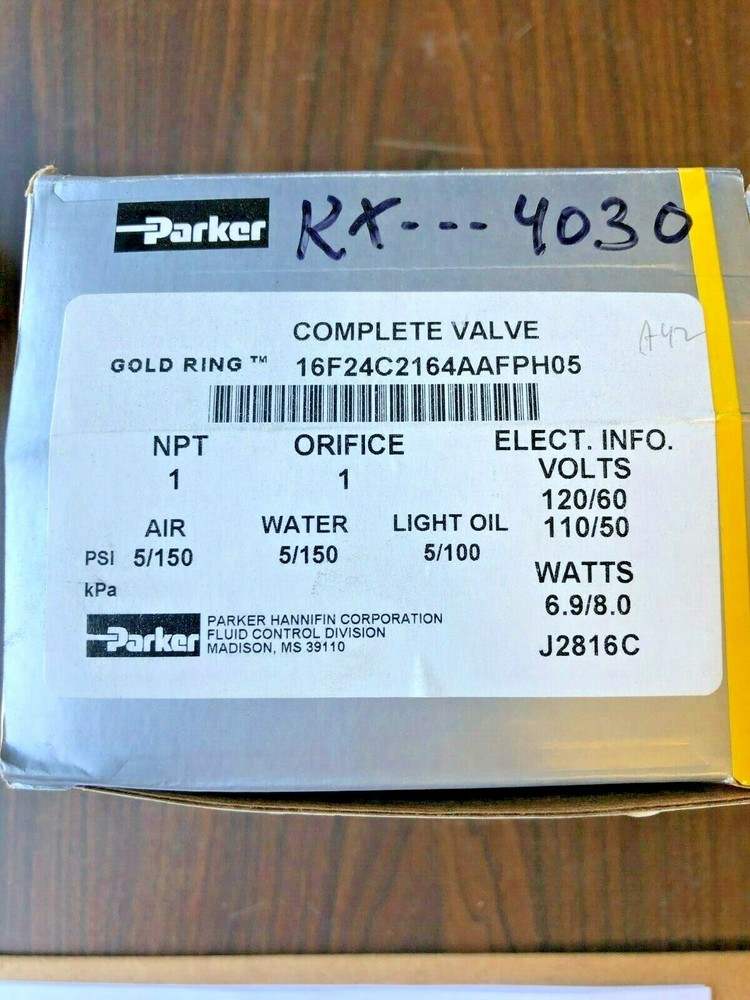 Parker RX---4030
COMPLETE VALVE
A42
GOLD RING™ 16F24C2164AAFPH05
NPT ORIFICE ELECT. INFO.
1 1 VOLTS
120/60
AIR WATER LIGHT OIL 110/50
PSI 5/150 5/150 5/100
kPa
WATTS
6.9/8.0
Parker PARKER HANNIFIN CORPORATION
FLUID CONTROL DIVISION
MADISON, MS 39110
J2816C